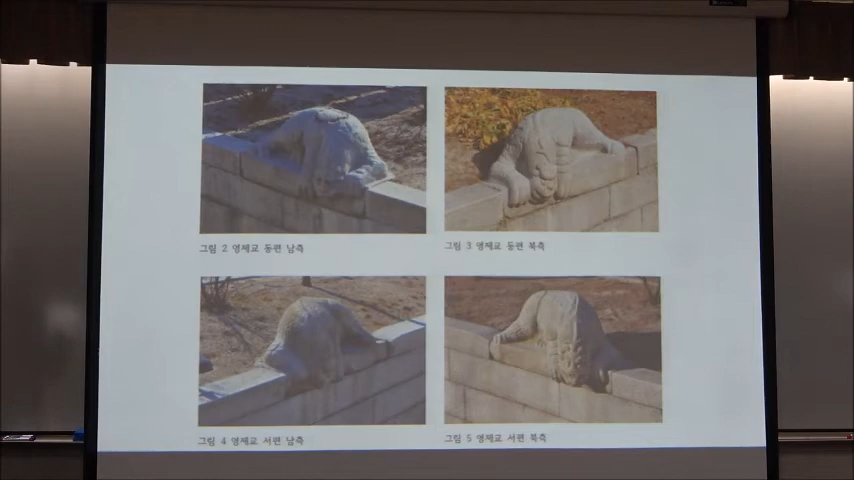 그림 2 영제교 동편 남측
그림 3 영제교 동편 북측
그림 4 영제교 서편 남측
그림 5 영제교 서편 북측